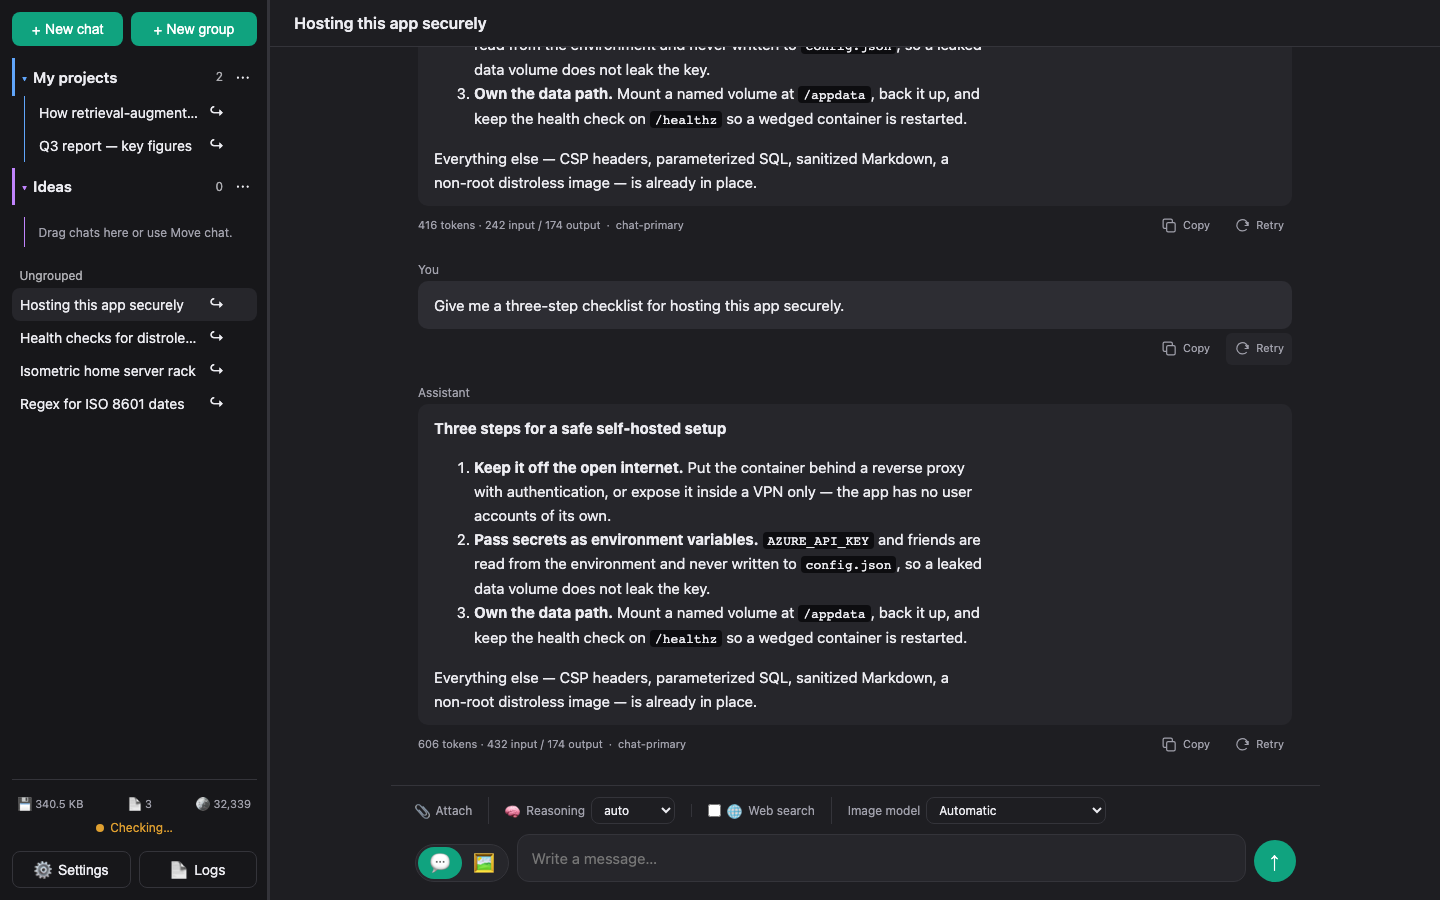 + New chat
+ New group
My projects
2
How retrieval-augment...
Q3 report — key figures
Ideas
0
Drag chats here or use Move chat.
Ungrouped
Hosting this app securely
Health checks for distrole...
Isometric home server rack
Regex for ISO 8601 dates
340.5 KB
3
32,339
Checking...
Settings
Logs
Hosting this app securely
read from the environment and never written to config.json, so a leaked
data volume does not leak the key.
3. Own the data path. Mount a named volume at /appdata, back it up, and
keep the health check on /healthz so a wedged container is restarted.
Everything else — CSP headers, parameterized SQL, sanitized Markdown, a
non-root distroless image — is already in place.
416 tokens · 242 input / 174 output · chat-primary
Copy
Retry
You
Give me a three-step checklist for hosting this app securely.
Copy
Retry
Assistant
Three steps for a safe self-hosted setup
1. Keep it off the open internet. Put the container behind a reverse proxy
with authentication, or expose it inside a VPN only — the app has no user
accounts of its own.
2. Pass secrets as environment variables. AZURE_API_KEY and friends are
read from the environment and never written to config.json, so a leaked
data volume does not leak the key.
3. Own the data path. Mount a named volume at /appdata, back it up, and
keep the health check on /healthz so a wedged container is restarted.
Everything else — CSP headers, parameterized SQL, sanitized Markdown, a
non-root distroless image — is already in place.
606 tokens · 432 input / 174 output · chat-primary
Copy
Retry
Attach
Reasoning
auto
Web search
Image model
Automatic
Write a message...